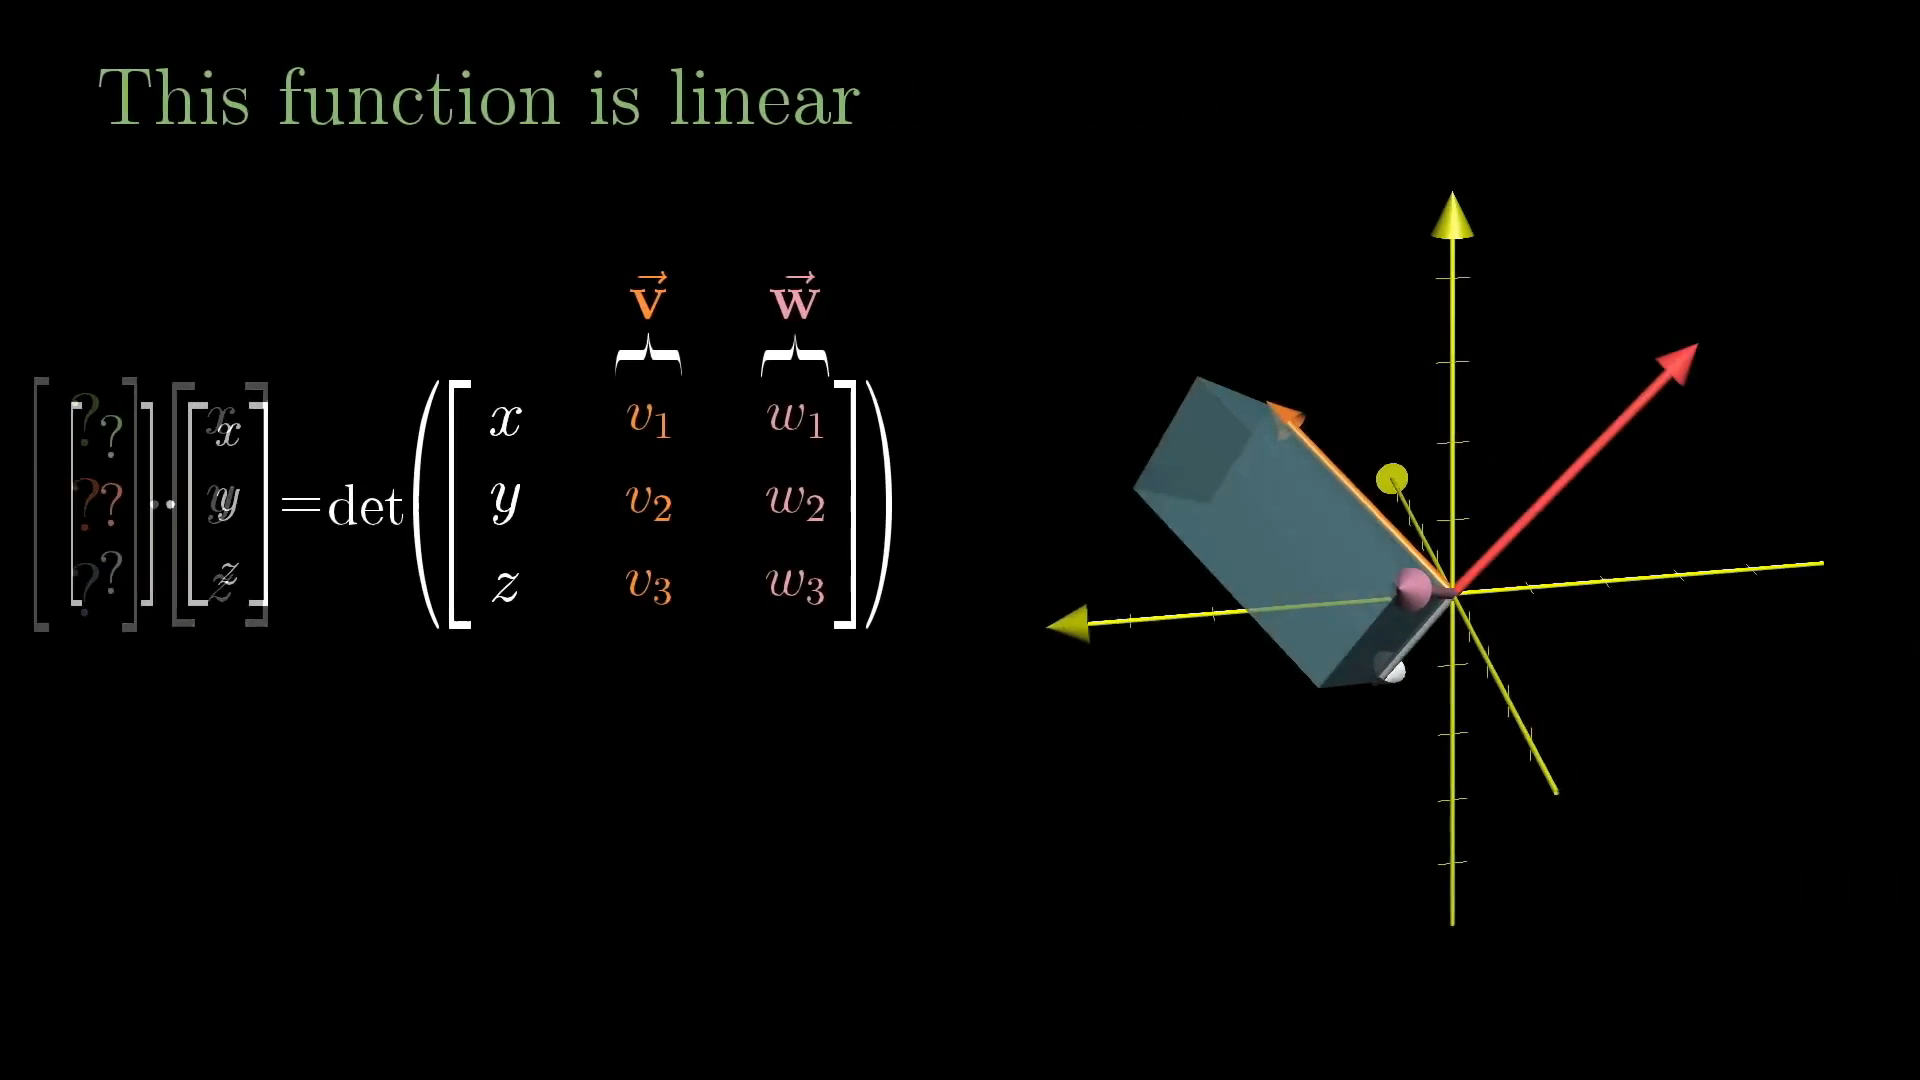 This function is linear
v⃗ w⃗
? ? x x v₁ w₁
? ? · · y y = det ( y v₂ w₂ )
? ? z z z v₃ w₃